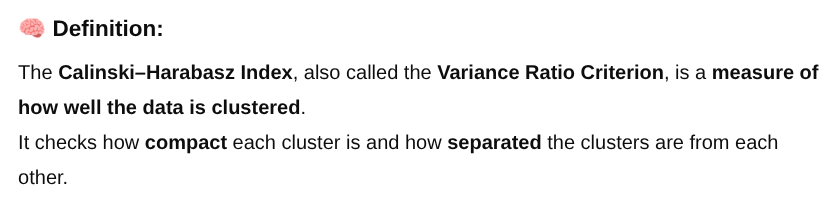 🧠 Definition:
The Calinski–Harabasz Index, also called the Variance Ratio Criterion, is a measure of
how well the data is clustered.
It checks how compact each cluster is and how separated the clusters are from each
other.